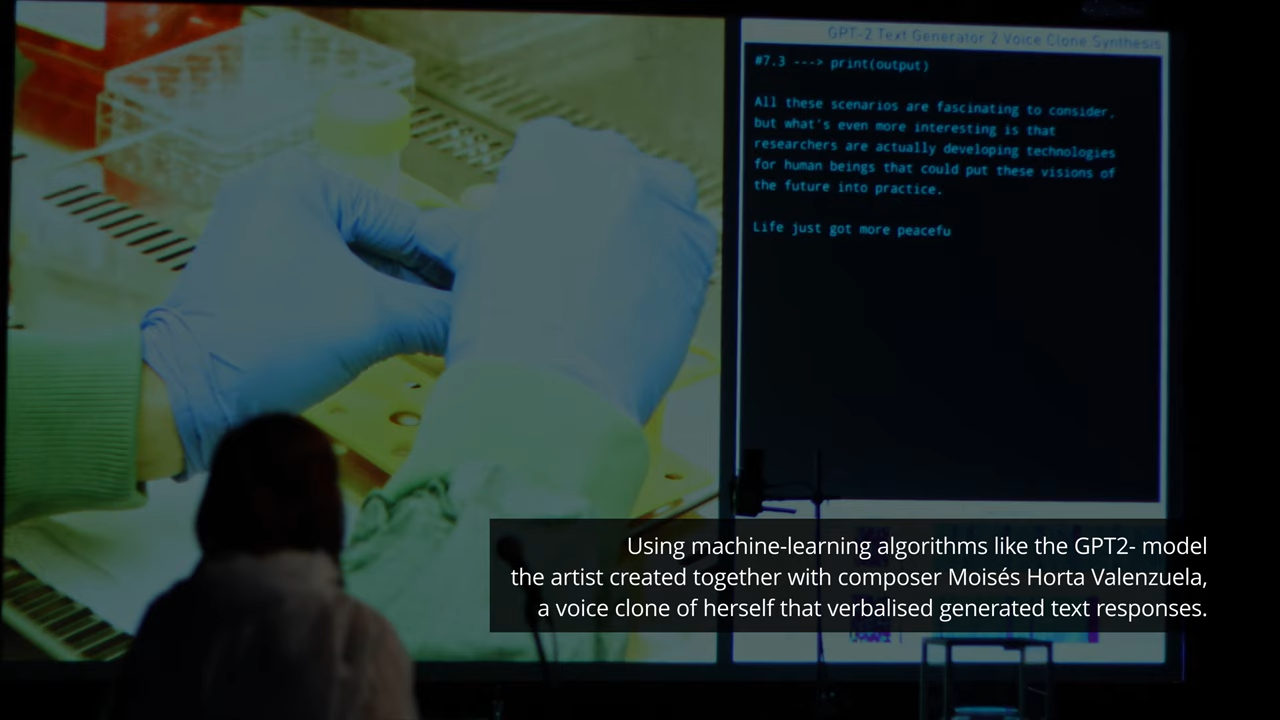 GPT-2 Text Generator 2 Voice Clone Synthesis
#7.3 ---> print(output)
All these scenarios are fascinating to consider,
but what's even more interesting is that
researchers are actually developing technologies
for human beings that could put these visions of
the future into practice.
Life just got more peacefu
Using machine-learning algorithms like the GPT2- model
the artist created together with composer Moisés Horta Valenzuela,
a voice clone of herself that verbalised generated text responses.